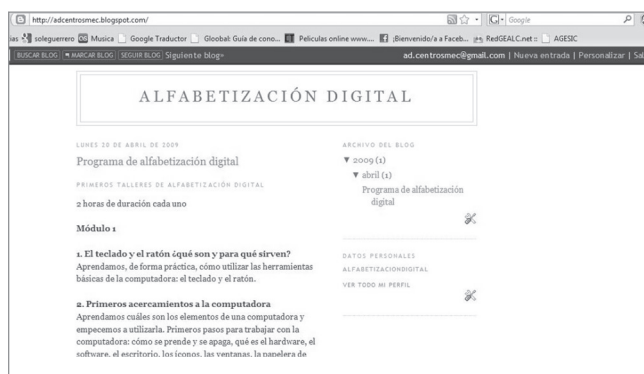 http://adcentrosmec.blogspot.com/
Google
ias soleguerrero Musica Google Traductor Gloobal: Guía de cono... Peliculas online www.... ¡Bienvenido/a a Faceb... RedGEALC.net :: AGESIC
BUSCAR BLOG MARCAR BLOG SEGUIR BLOG Siguiente blog»
ad.centrosmec@gmail.com | Nueva entrada | Personalizar | Sal
ALFABETIZACIÓN DIGITAL
LUNES 20 DE ABRIL DE 2009
Programa de alfabetización digital
PRIMEROS TALLERES DE ALFABETIZACIÓN DIGITAL
2 horas de duración cada uno
Módulo 1
1. El teclado y el ratón ¿qué son y para qué sirven?
Aprendamos, de forma práctica, cómo utilizar las herramientas
básicas de la computadora: el teclado y el ratón.
2. Primeros acercamientos a la computadora
Aprendamos cuáles son los elementos de una computadora y
empecemos a utilizarla. Primeros pasos para trabajar con la
computadora: cómo se prende y se apaga, qué es el hardware, el
software, el escritorio, los íconos, las ventanas, la papelera de
ARCHIVO DEL BLOG
▼ 2009 (1)
▼ abril (1)
Programa de alfabetización
digital
DATOS PERSONALES
ALFABETIZACIONDIGITAL
VER TODO MI PERFIL